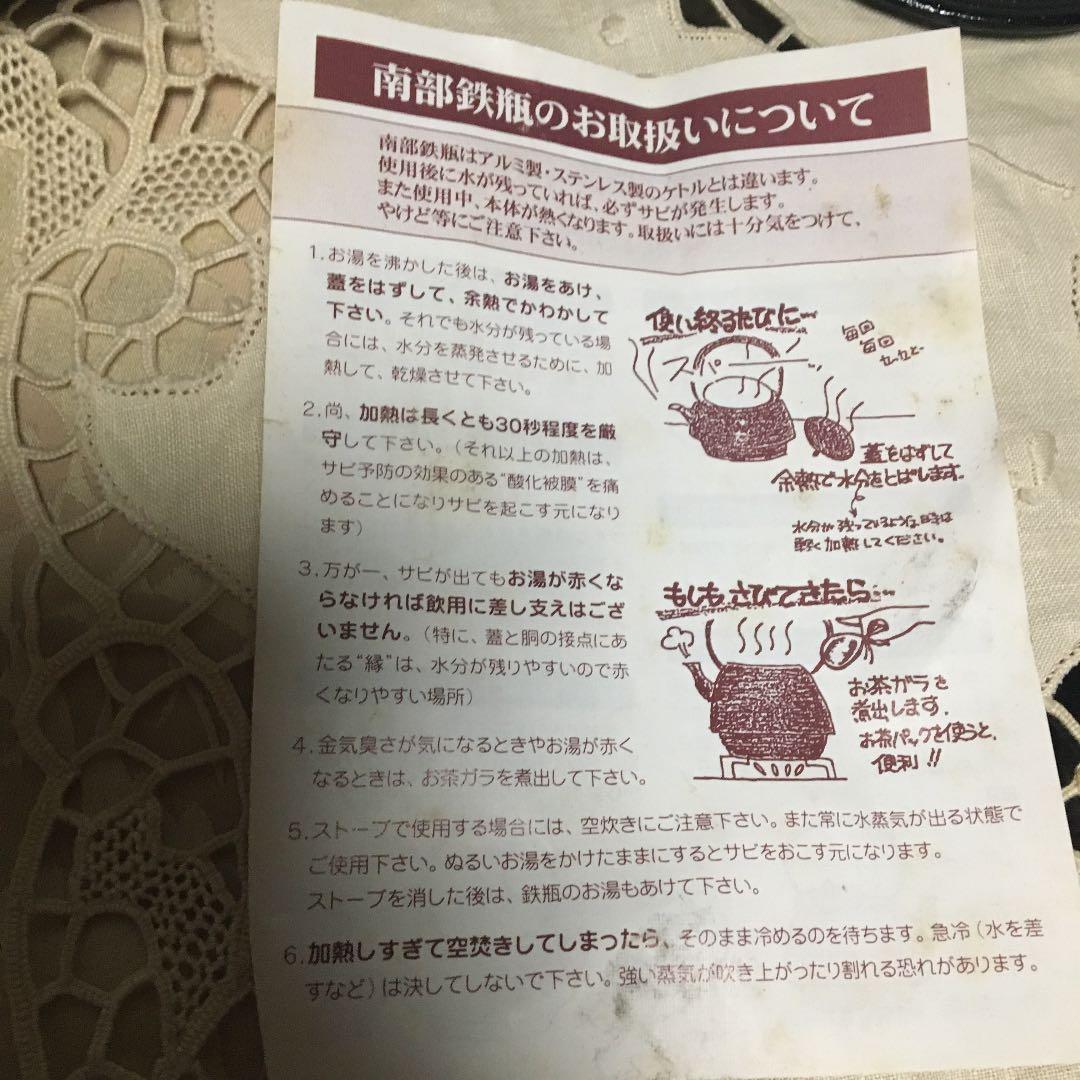 南部鉄瓶のお取扱いについて
南部鉄瓶はアルミ製・ステンレス製のケトルとは違います。
使用後に水が残っていれば、必ずサビが発生します。
また使用中、本体が熱くなります。取扱いには十分気をつけて、
やけど等にご注意下さい。
1.お湯を沸かした後は、お湯をあけ、
蓋をはずして、余熱でかわかして
下さい。それでも水分が残っている場
合には、水分を蒸発させるために、加
熱して、乾燥させて下さい。
2.尚、加熱は長くとも30秒程度を厳
守して下さい。（それ以上の加熱は、
サビ予防の効果のある“酸化被膜”を痛
めることになりサビを起こす元になり
ます）
3.万が一、サビが出てもお湯が赤くな
らなければ飲用に差し支えはござ
いません。（特に、蓋と胴の接点にあ
たる“縁”は、水分が残りやすいので赤
くなりやすい場所）
4.金気臭さが気になるときやお湯が赤く
なるときは、お茶ガラを煮出して下さい。
使い終るたびに…
スパー
毎回
毎回
蓋をはずして
余熱で水分をとばします。
水分が残っているような時は
軽く加熱してください。
もしもさびてきたら…
お茶ガラを
煮出します。
お茶パックを使うと、
便利!!
5.ストーブで使用する場合には、空炊きにご注意下さい。また常に水蒸気が出る状態で
ご使用下さい。ぬるいお湯をかけたままにするとサビをおこす元になります。
ストーブを消した後は、鉄瓶のお湯もあけて下さい。
6.加熱しすぎて空焚きしてしまったら、そのまま冷めるのを待ちます。急冷（水を差
すなど）は決してしないで下さい。強い蒸気が吹き上がったり割れる恐れがあります。